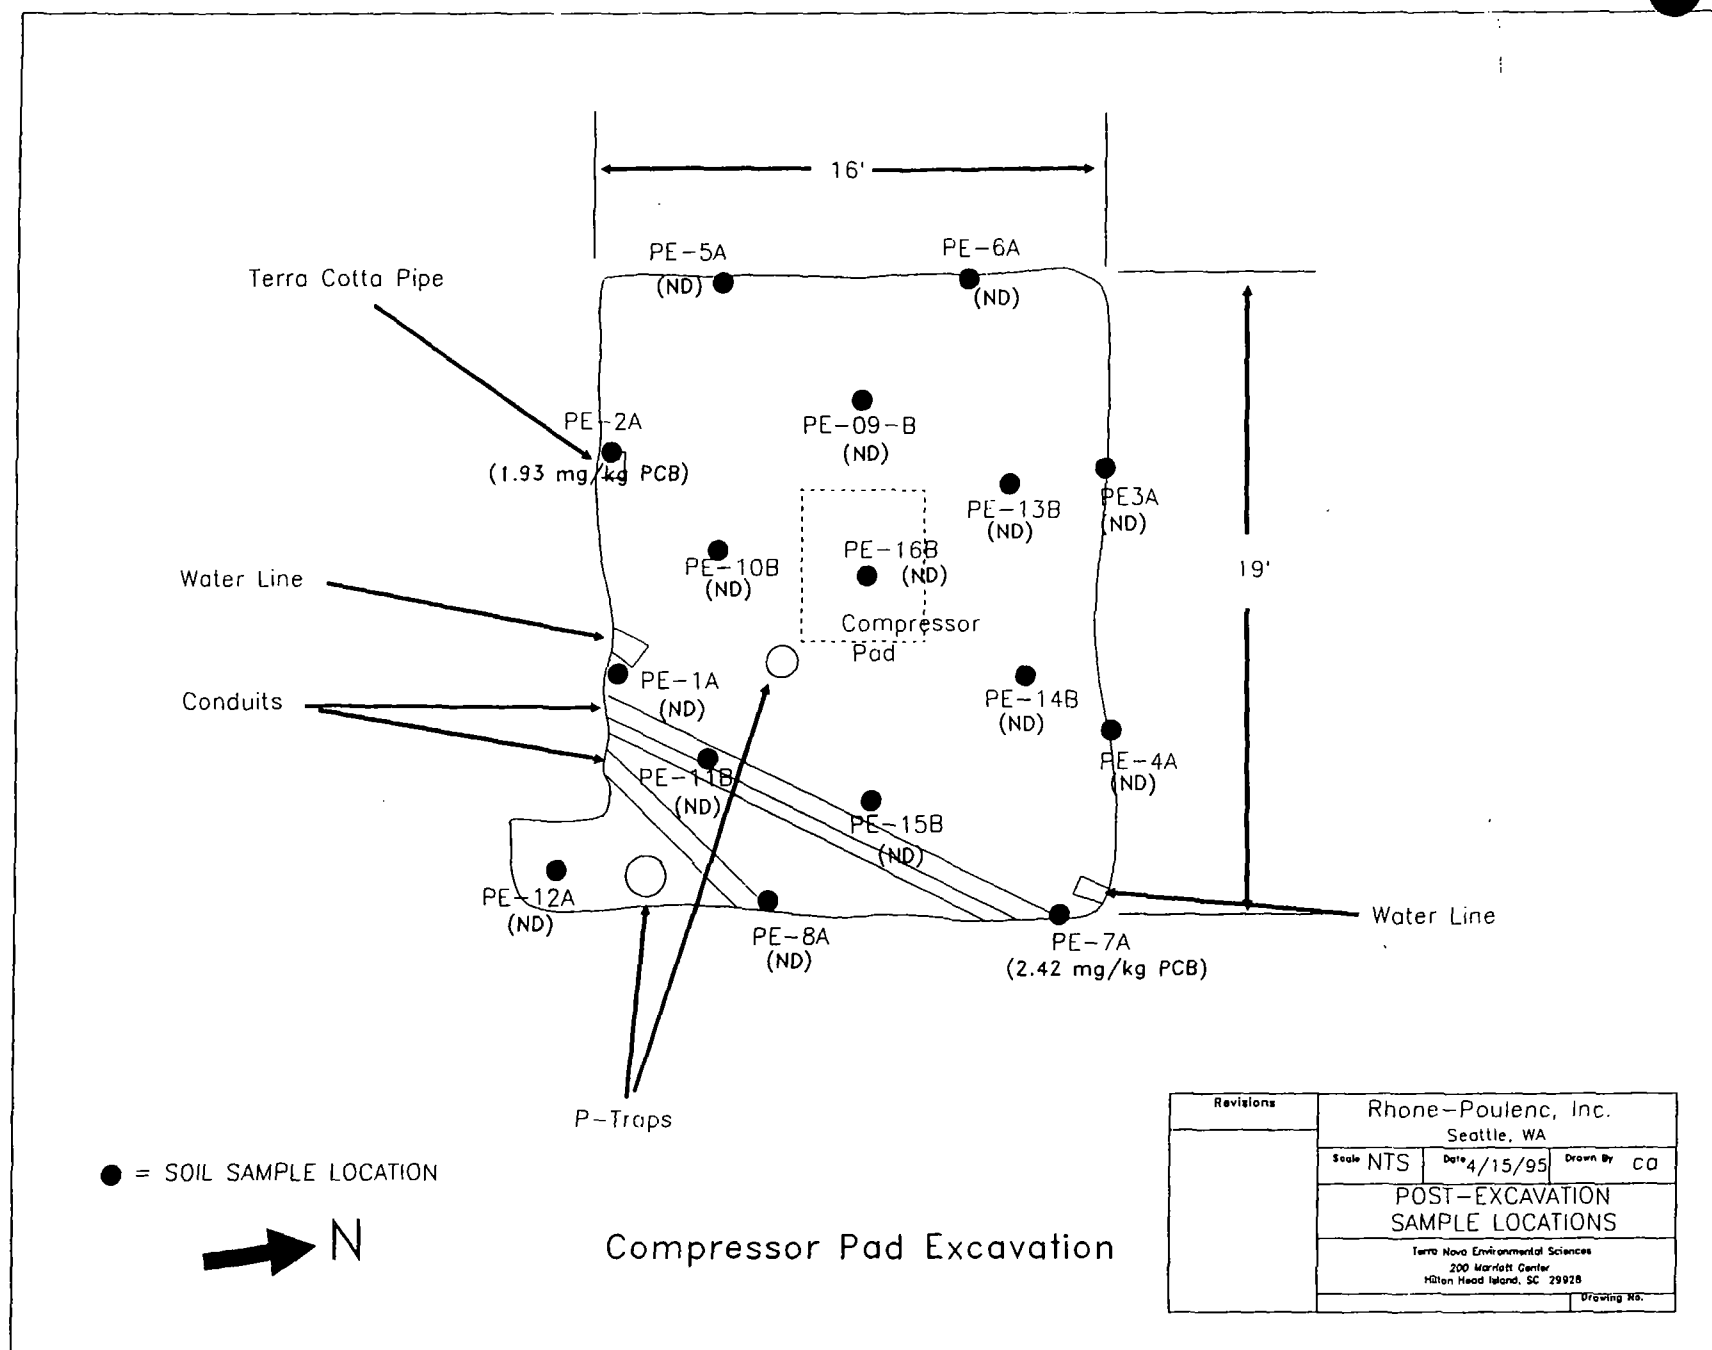 16'
PE-5A
(ND)
PE-6A
(ND)
Terra Cotta Pipe
PE-2A
(1.93 mg/kg PCB)
PE-09-B
(ND)
PE-13B
(ND)
PE3A
(ND)
PE-10B
(ND)
PE-16B
(ND)
Compressor
Pad
19'
Water Line
PE-1A
(ND)
Conduits
PE-14B
(ND)
PE-4A
(ND)
PE-11B
(ND)
PE-15B
(ND)
PE-12A
(ND)
PE-8A
(ND)
PE-7A
(2.42 mg/kg PCB)
Water Line
P-Traps
= SOIL SAMPLE LOCATION
N
Compressor Pad Excavation
Revisions
Rhone-Poulenc, Inc.
Seattle, WA
Scale NTS Date 4/15/95 Drawn By ca
POST-EXCAVATION
SAMPLE LOCATIONS
Terra Nova Environmental Sciences
200 Marriott Center
Hilton Head Island, SC 29928
Drawing No.